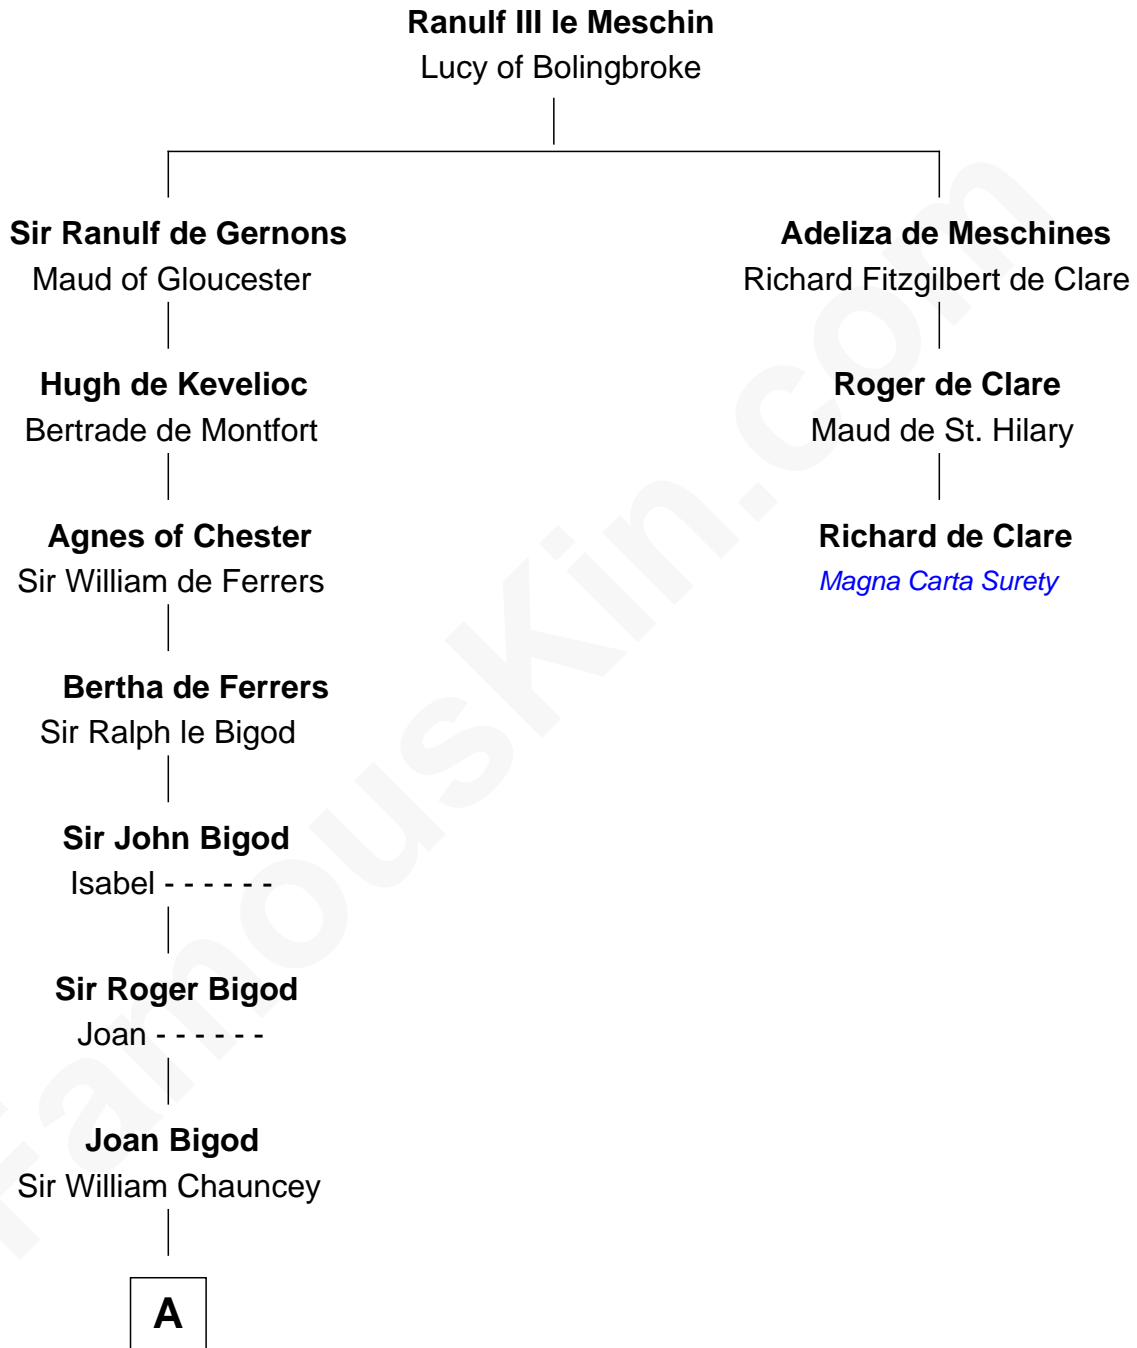 Ranulf III le Meschin
Lucy of Bolingbroke
Sir Ranulf de Gernons
Maud of Gloucester
Adeliza de Meschines
Richard Fitzgilbert de Clare
Hugh de Kevelioc
Bertrade de Montfort
Roger de Clare
Maud de St. Hilary
Agnes of Chester
Sir William de Ferrers
Richard de Clare
Magna Carta Surety
Bertha de Ferrers
Sir Ralph le Bigod
Sir John Bigod
Isabel - - - - - -
Sir Roger Bigod
Joan - - - - - -
Joan Bigod
Sir William Chauncey
A
FamousKin.com